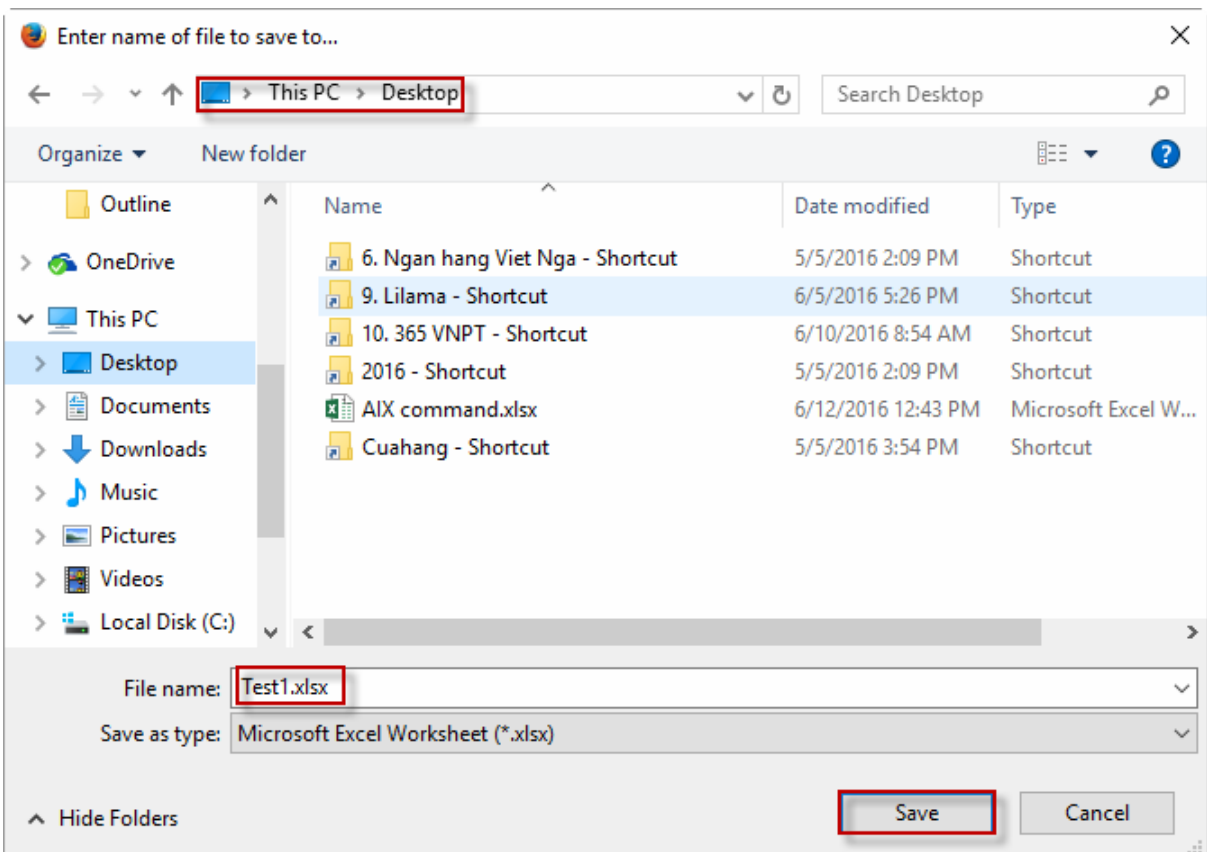 Enter name of file to save to...
This PC > Desktop
Search Desktop
Organize
New folder
Outline
OneDrive
This PC
Desktop
Documents
Downloads
Music
Pictures
Videos
Local Disk (C:)
Name Date modified Type
6. Ngan hang Viet Nga - Shortcut 5/5/2016 2:09 PM Shortcut
9. Lilama - Shortcut 6/5/2016 5:26 PM Shortcut
10. 365 VNPT - Shortcut 6/10/2016 8:54 AM Shortcut
2016 - Shortcut 5/5/2016 2:09 PM Shortcut
AIX command.xlsx 6/12/2016 12:43 PM Microsoft Excel W...
Cuahang - Shortcut 5/5/2016 3:54 PM Shortcut
File name: Test1.xlsx
Save as type: Microsoft Excel Worksheet (*.xlsx)
Hide Folders
Save
Cancel